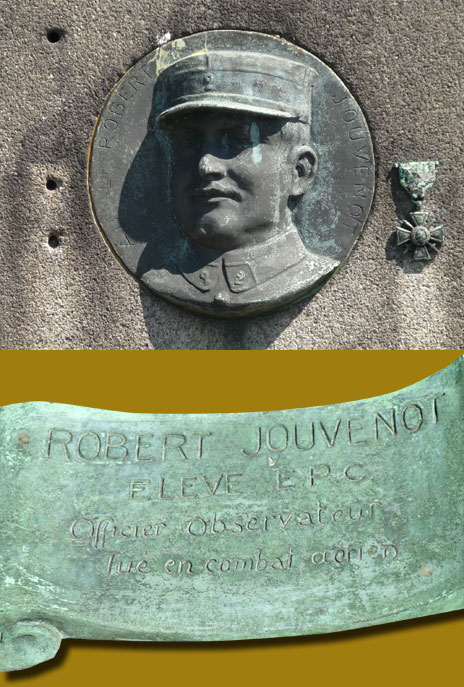 ROBERT JOUVENOT
ROBERT JOUVENOT
ELEVE E.P.C
Officier Observateur
tué en combat aérien